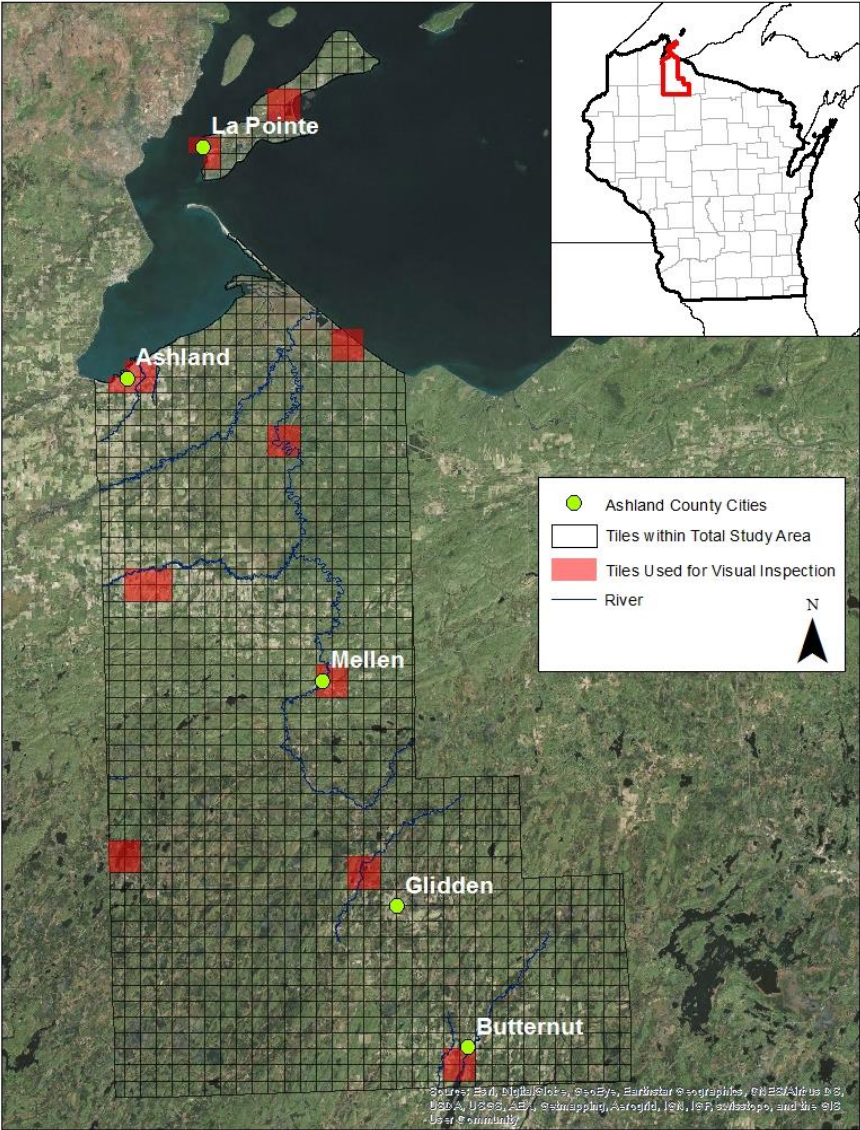 La Pointe
Ashland
Ashland County Cities
Tiles within Total Study Area
Tiles Used for Visual Inspection
River
N
Mellen
Glidden
Butternut
Source: Esri, DigitalGlobe, GeoEye, Earthstar Geographics, CNES/Airbus DS,
USDA, USGS, AEX, Getmapping, Aerogrid, IGN, IGP, swisstopo, and the GIS
User Community